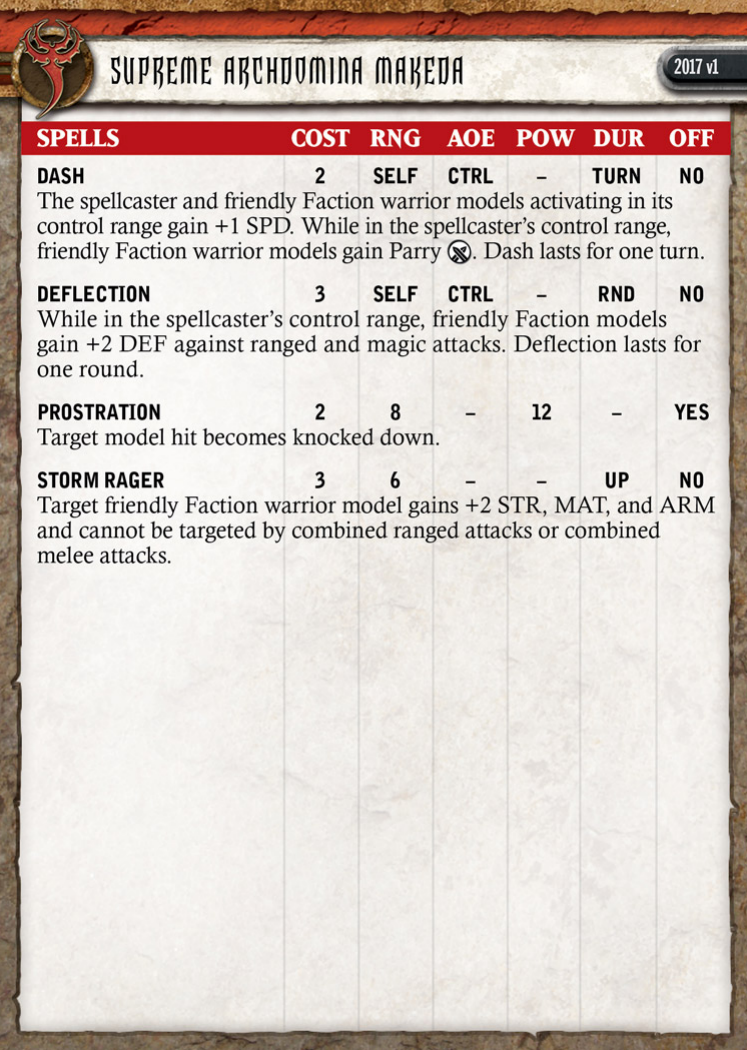 SUPREME ARCHDOMINA MAKEDA
2017 v1
SPELLS COST RNG AOE POW DUR OFF
DASH 2 SELF CTRL – TURN NO
The spellcaster and friendly Faction warrior models activating in its
control range gain +1 SPD. While in the spellcaster's control range,
friendly Faction warrior models gain Parry . Dash lasts for one turn.
DEFLECTION 3 SELF CTRL – RND NO
While in the spellcaster's control range, friendly Faction models
gain +2 DEF against ranged and magic attacks. Deflection lasts for
one round.
PROSTRATION 2 8 – 12 – YES
Target model hit becomes knocked down.
STORM RAGER 3 6 – – UP NO
Target friendly Faction warrior model gains +2 STR, MAT, and ARM
and cannot be targeted by combined ranged attacks or combined
melee attacks.